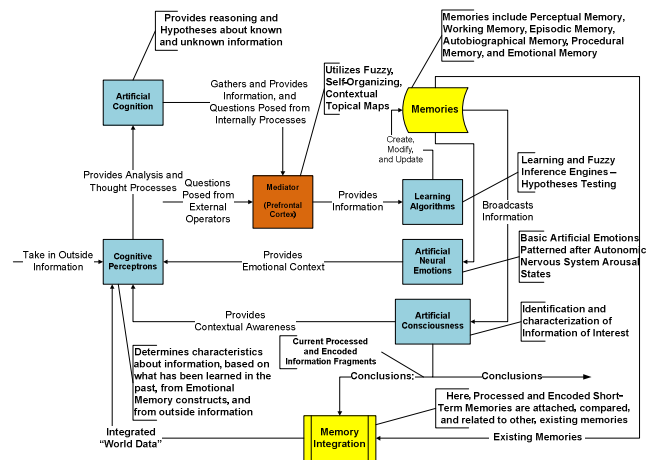 Provides reasoning and
Hypotheses about known
and unknown information
Memories include Perceptual Memory,
Working Memory, Episodic Memory,
Autobiographical Memory, Procedural
Memory, and Emotional Memory
Artificial
Cognition
Gathers and Provides
Information, and
Questions Posed from
Internally Processes
Utilizes Fuzzy,
Self-Organizing,
Contextual
Topical Maps
Memories
Create,
Modify,
and Update
Provides Analysis and
Thought Processes
Questions
Posed from
External
Operators
Mediator
(Prefrontal
Cortex)
Provides
Information
Learning
Algorithms
Learning and Fuzzy
Inference Engines–
Hypotheses Testing
Broadcasts
Information
Take in Outside
Information
Cognitive
Perceptrons
Provides
Emotional Context
Artificial
Neural
Emotions
Basic Artificial Emotions
Patterned after Autonomic
Nervous System Arousal
States
Provides
Contextual Awareness
Artificial
Consciousness
Identification and
characterization of
Information of Interest
Current Processed
and Encoded
Information Fragments
Determines characteristics
about information, based on
what has been learned in the
past, from Emotional
Memory constructs, and
from outside information
Conclusions;
Conclusions
Here, Processed and Encoded Short-
Term Memories are attached, compared,
and related to other, existing memories
Integrated
“World Data”
Memory
Integration
Existing Memories